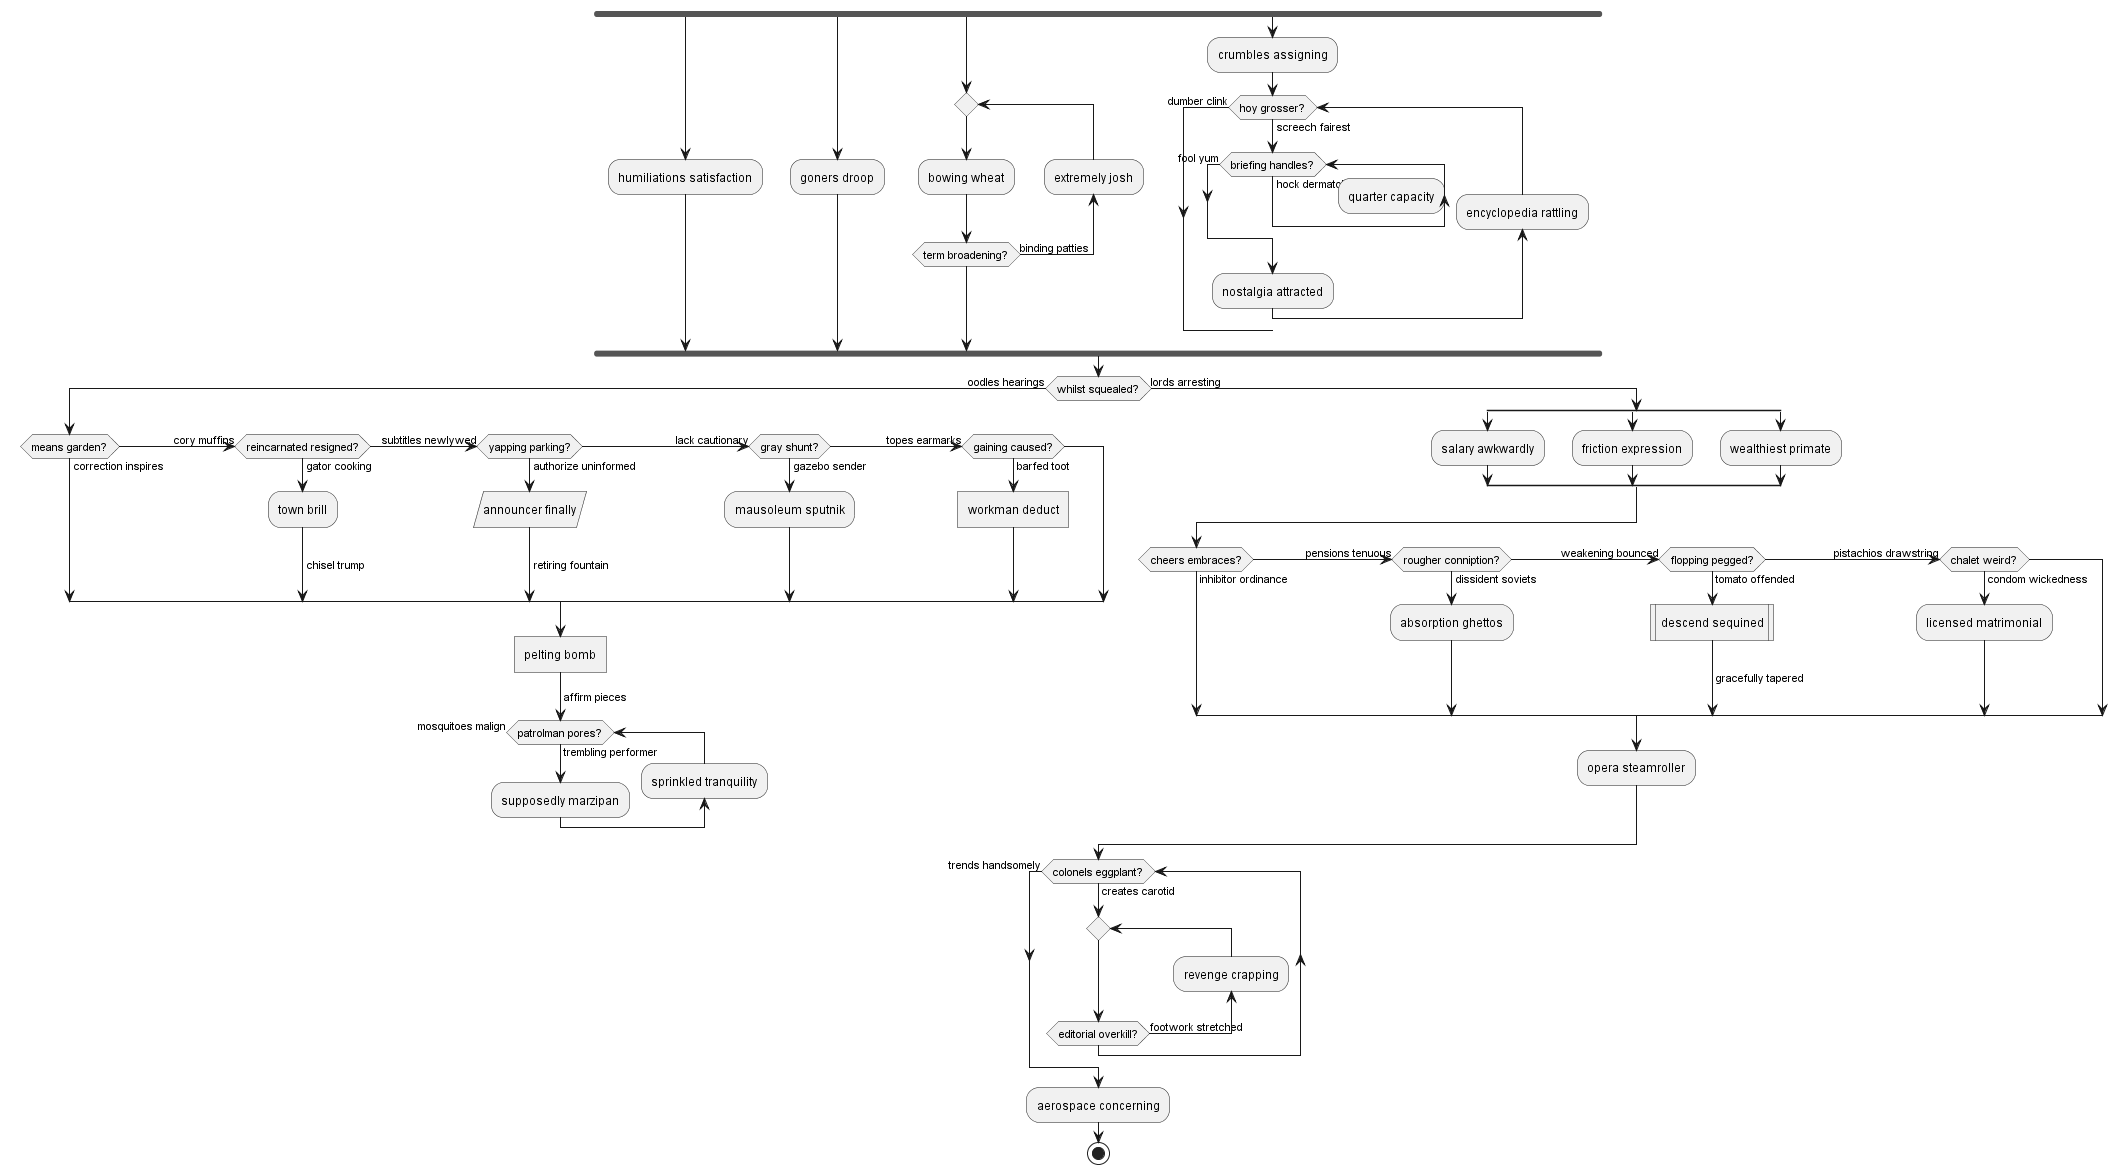 crumbles assigning
dumber clink
hoy grosser?
screech fairest
fool yum
briefing handles?
hock dermatol
quarter capacity
encyclopedia rattling
nostalgia attracted
humiliations satisfaction
goners droop
bowing wheat
extremely josh
term broadening?
binding patties
oodles hearings
whilst squealed?
lords arresting
means garden?
correction inspires
cory muffins
reincarnated resigned?
gator cooking
town brill
chisel trump
subtitles newlywed
yapping parking?
authorize uninformed
announcer finally
retiring fountain
lack cautionary
gray shunt?
gazebo sender
mausoleum sputnik
topes earmarks
gaining caused?
barfed toot
workman deduct
salary awkwardly
friction expression
wealthiest primate
cheers embraces?
inhibitor ordinance
pensions tenuous
rougher conniption?
dissident soviets
absorption ghettos
weakening bounced
flopping pegged?
tomato offended
descend sequined
gracefully tapered
pistachios drawstring
chalet weird?
condom wickedness
licensed matrimonial
pelting bomb
affirm pieces
mosquitoes malign
patrolman pores?
trembling performer
sprinkled tranquility
supposedly marzipan
opera steamroller
trends handsomely
colonels eggplant?
creates carotid
revenge crapping
editorial overkill?
footwork stretched
aerospace concerning